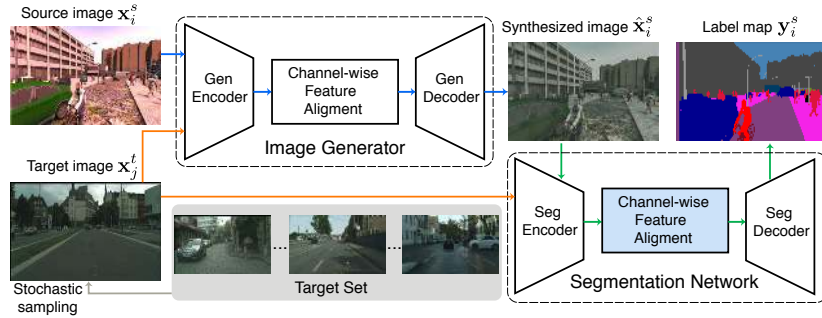 Source image $\mathbf{x}_i^s$
Gen
Encoder
Channel-wise
Feature
Aligment
Gen
Decoder
Image Generator
Synthesized image $\hat{\mathbf{x}}_i^s$
Label map $\mathbf{y}_i^s$
Target image $\mathbf{x}_j^t$
Stochastic
sampling
...
...
Target Set
Seg
Encoder
Channel-wise
Feature
Aligment
Seg
Decoder
Segmentation Network